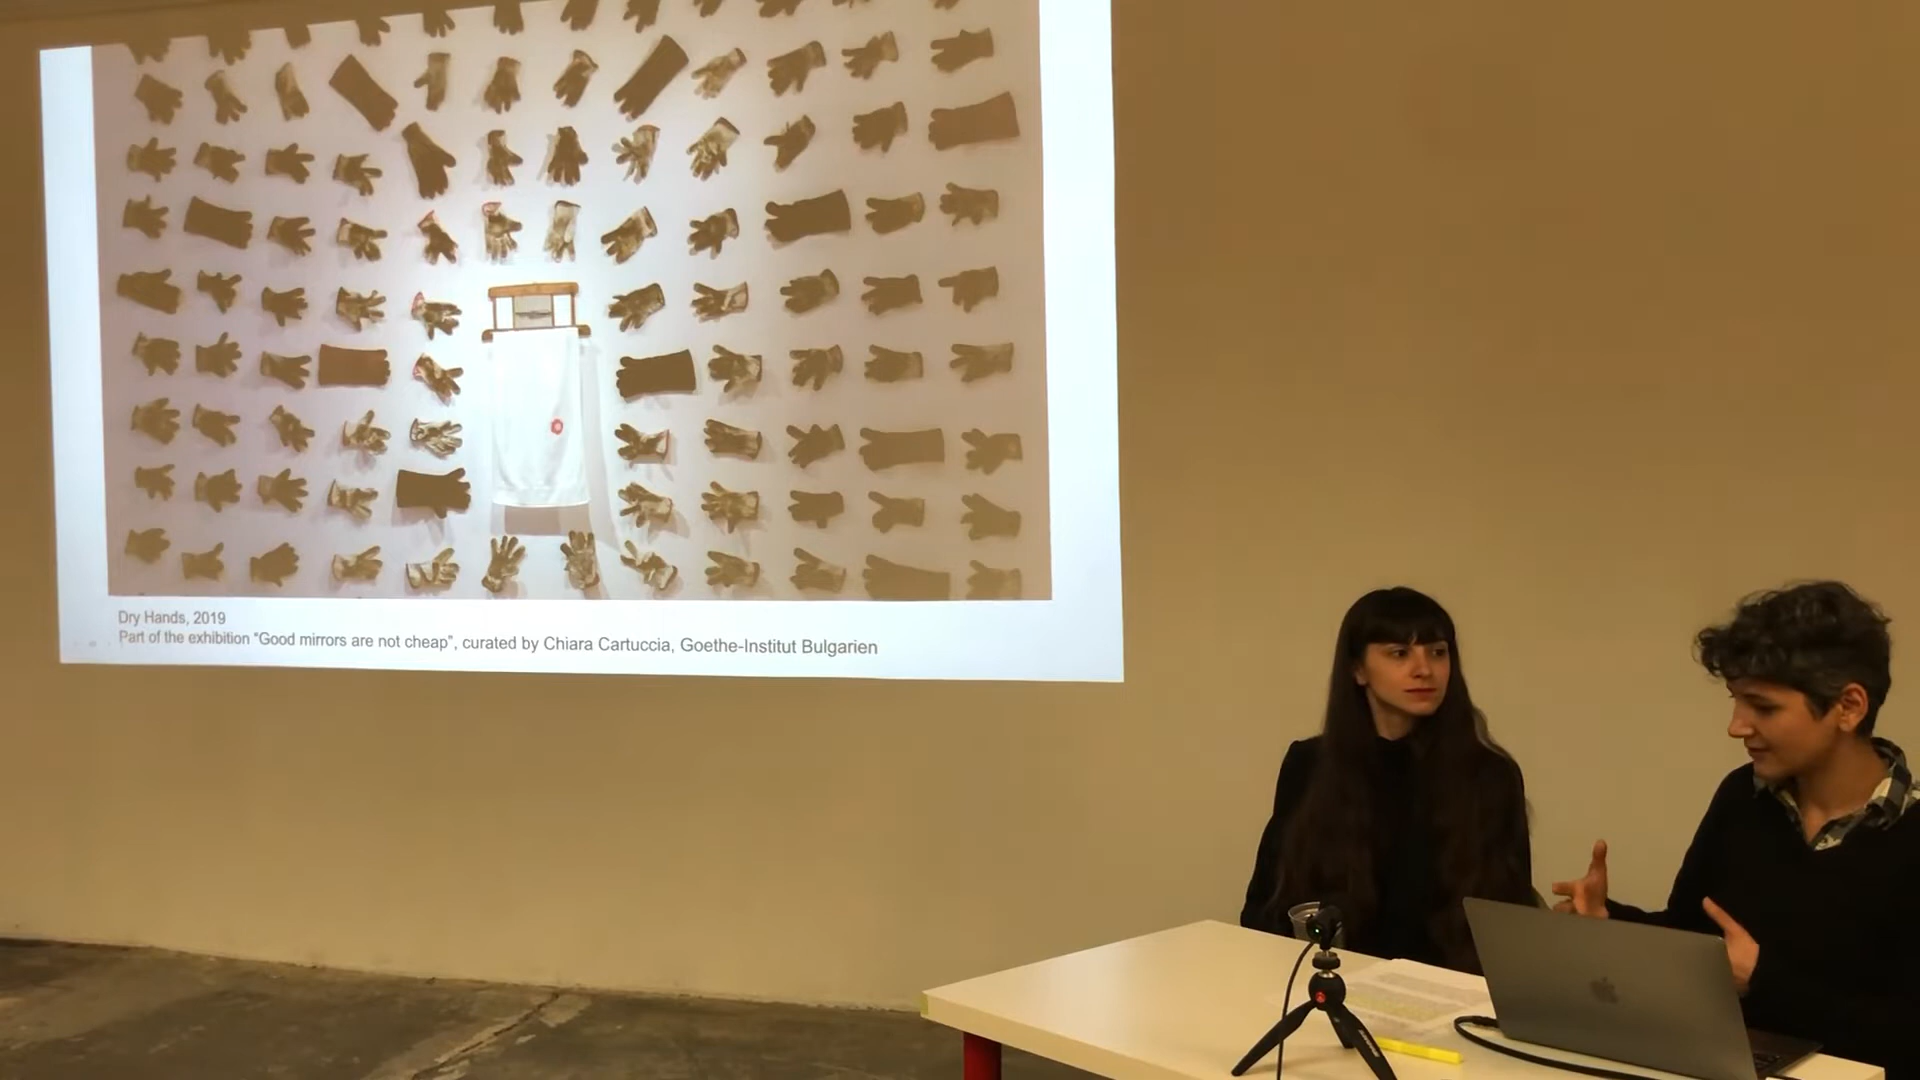 Dry Hands, 2019
Part of the exhibition “Good mirrors are not cheap”, curated by Chiara Cartuccia, Goethe-Institut Bulgarien